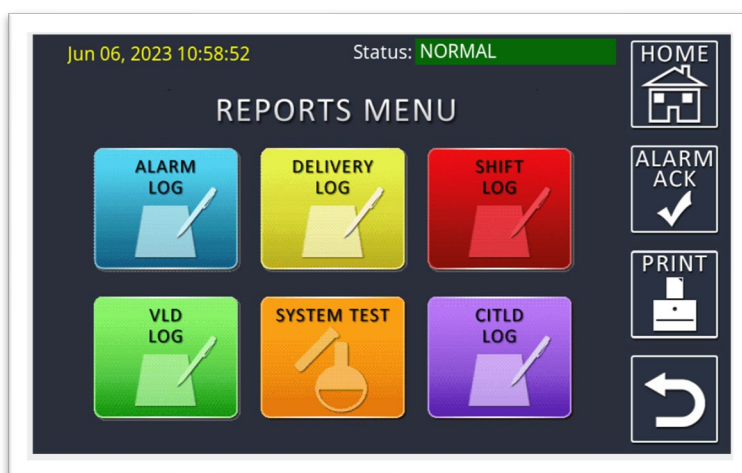 Jun 06, 2023 10:58:52
Status: NORMAL
HOME
REPORTS MENU
ALARM
LOG
DELIVERY
LOG
SHIFT
LOG
ALARM
ACK
PRINT
VLD
LOG
SYSTEM TEST
CITLD
LOG